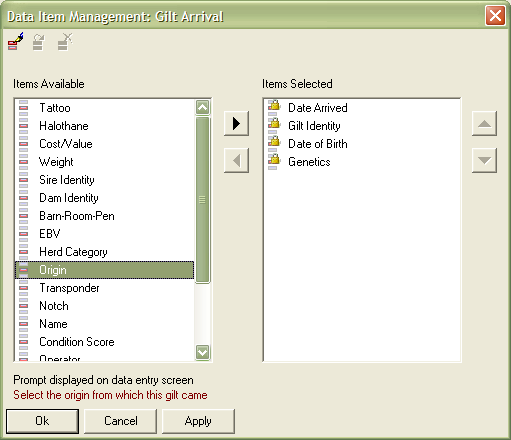 Data Item Management: Gilt Arrival
Items Available
Tattoo
Halothane
Cost/Value
Weight
Sire Identity
Dam Identity
Barn-Room-Pen
EBV
Herd Category
Origin
Transponder
Notch
Name
Condition Score
Operator
Items Selected
Date Arrived
Gilt Identity
Date of Birth
Genetics
Prompt displayed on data entry screen
Select the origin from which this gilt came
Ok
Cancel
Apply